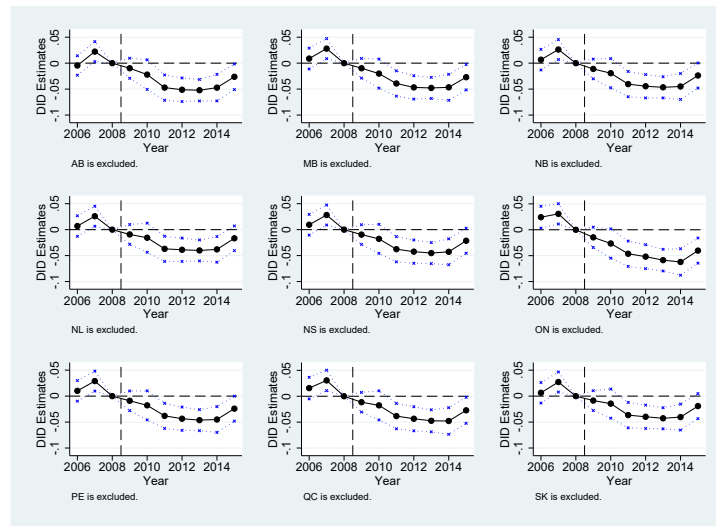 DID Estimates
.05
0
-.05
-.1
2006 2008 2010 2012 2014
Year
AB is excluded.
DID Estimates
.05
0
-.05
-.1
2006 2008 2010 2012 2014
Year
MB is excluded.
DID Estimates
.05
0
-.05
-.1
2006 2008 2010 2012 2014
Year
NB is excluded.
DID Estimates
.05
0
-.05
-.1
2006 2008 2010 2012 2014
Year
NL is excluded.
DID Estimates
.05
0
-.05
-.1
2006 2008 2010 2012 2014
Year
NS is excluded.
DID Estimates
.05
0
-.05
-.1
2006 2008 2010 2012 2014
Year
ON is excluded.
DID Estimates
.05
0
-.05
-.1
2006 2008 2010 2012 2014
Year
PE is excluded.
DID Estimates
.05
0
-.05
-.1
2006 2008 2010 2012 2014
Year
QC is excluded.
DID Estimates
.05
0
-.05
-.1
2006 2008 2010 2012 2014
Year
SK is excluded.